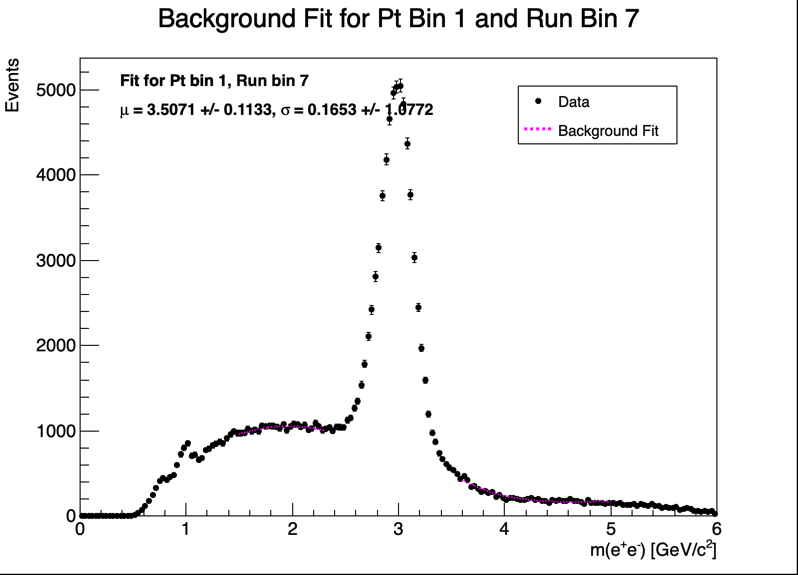 Background Fit for Pt Bin 1 and Run Bin 7
Events
Fit for Pt bin 1, Run bin 7
μ = 3.5071 +/- 0.1133, σ = 0.1653 +/- 1.0772
Data
Background Fit
5000
4000
3000
2000
1000
0
0 1 2 3 4 5 6
m(e⁺e⁻) [GeV/c²]